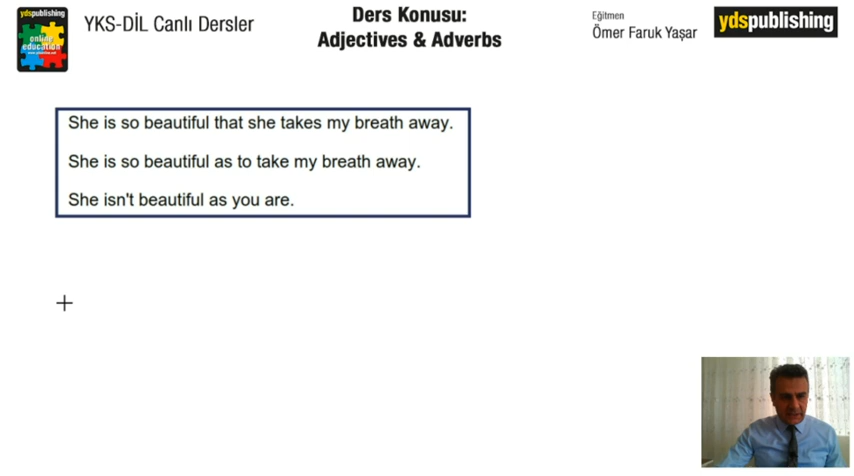 ydspublishing
online
education
YKS-DİL Canlı Dersler
Ders Konusu:
Adjectives & Adverbs
Eğitmen
Ömer Faruk Yaşar
ydspublishing
She is so beautiful that she takes my breath away.
She is so beautiful as to take my breath away.
She isn't beautiful as you are.